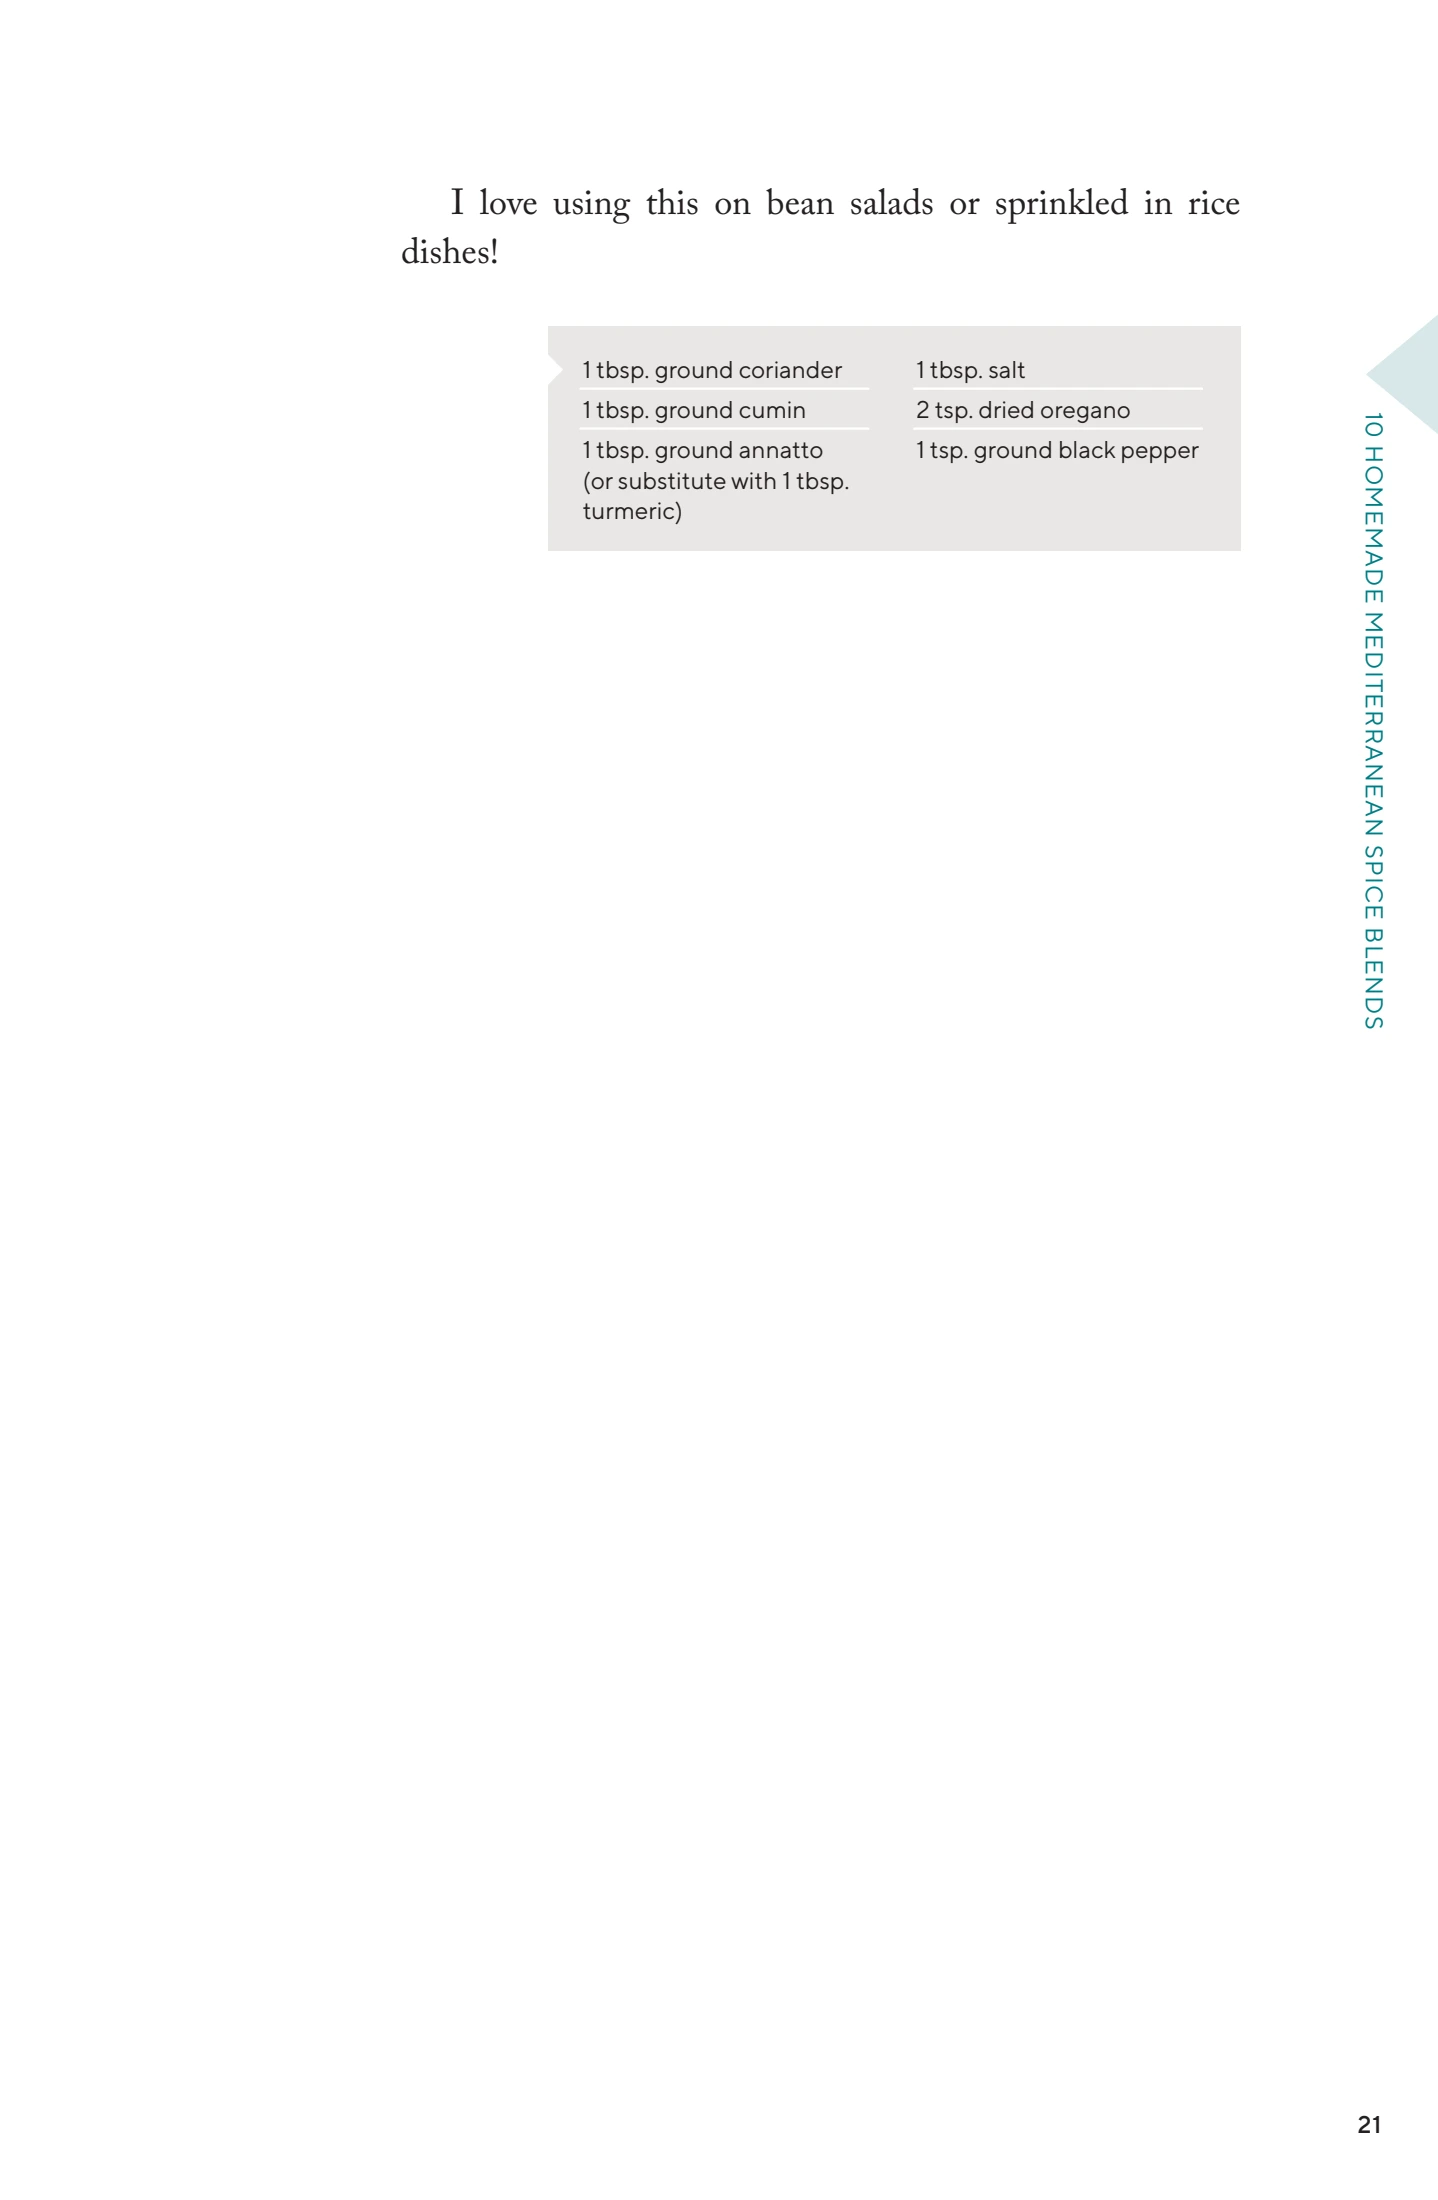 I love using this on bean salads or sprinkled in rice
dishes!
1 tbsp. ground coriander
1 tbsp. ground cumin
1 tbsp. ground annatto
(or substitute with 1 tbsp.
turmeric)
1 tbsp. salt
2 tsp. dried oregano
1 tsp. ground black pepper
10 HOMEMADE MEDITERRANEAN SPICE BLENDS
21